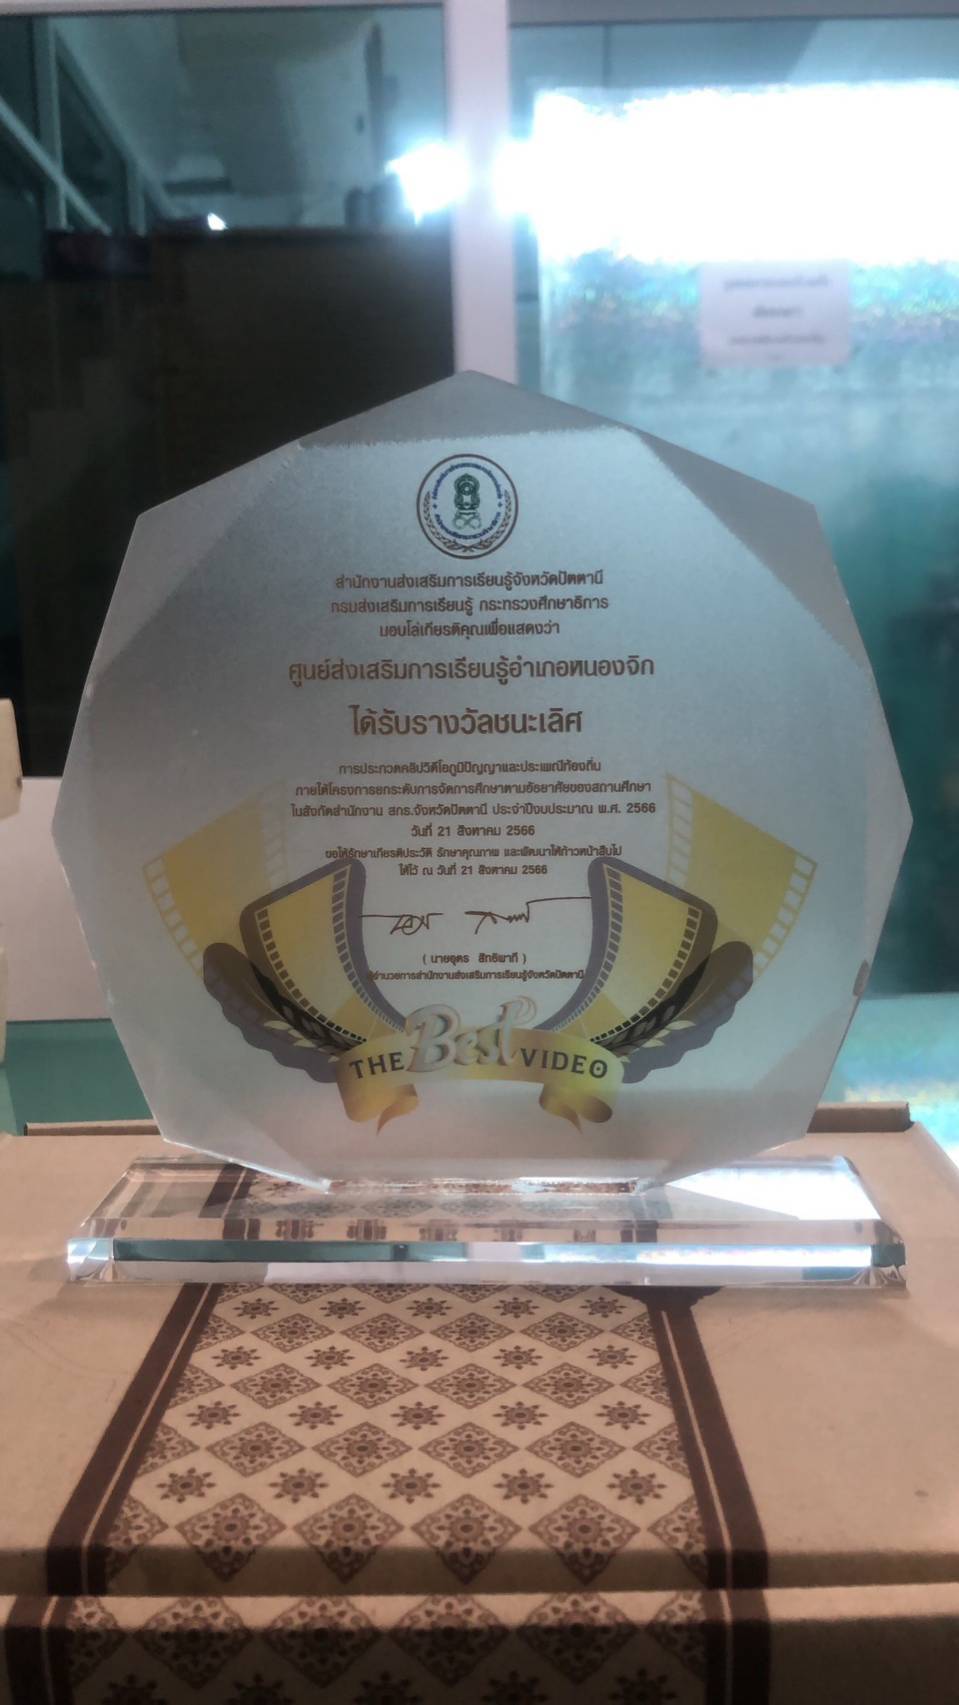 สำนักงานส่งเสริมการเรียนรู้จังหวัดปัตตานี
กรมส่งเสริมการเรียนรู้ กระทรวงศึกษาธิการ
มอบโล่เกียรติคุณเพื่อแสดงว่า
ศูนย์ส่งเสริมการเรียนรู้อำเภอหนองจิก
ได้รับรางวัลชนะเลิศ
การประกวดคลิปวิดีโอภูมิปัญญาและประเพณีท้องถิ่น
ภายใต้โครงการยกระดับการจัดการศึกษาตามอัธยาศัยของสถานศึกษา
ในสังกัดสำนักงาน สกร.จังหวัดปัตตานี ประจำปีงบประมาณ พ.ศ. 2566
วันที่ 21 สิงหาคม 2566
ขอให้รักษาเกียรติประวัติ รักษาคุณภาพ และพัฒนาให้ก้าวหน้าสืบไป
ให้ไว้ ณ วันที่ 21 สิงหาคม 2566
( นายอุดร สิทธิพาที )
ผู้อำนวยการสำนักงานส่งเสริมการเรียนรู้จังหวัดปัตตานี
THE Best VIDEO